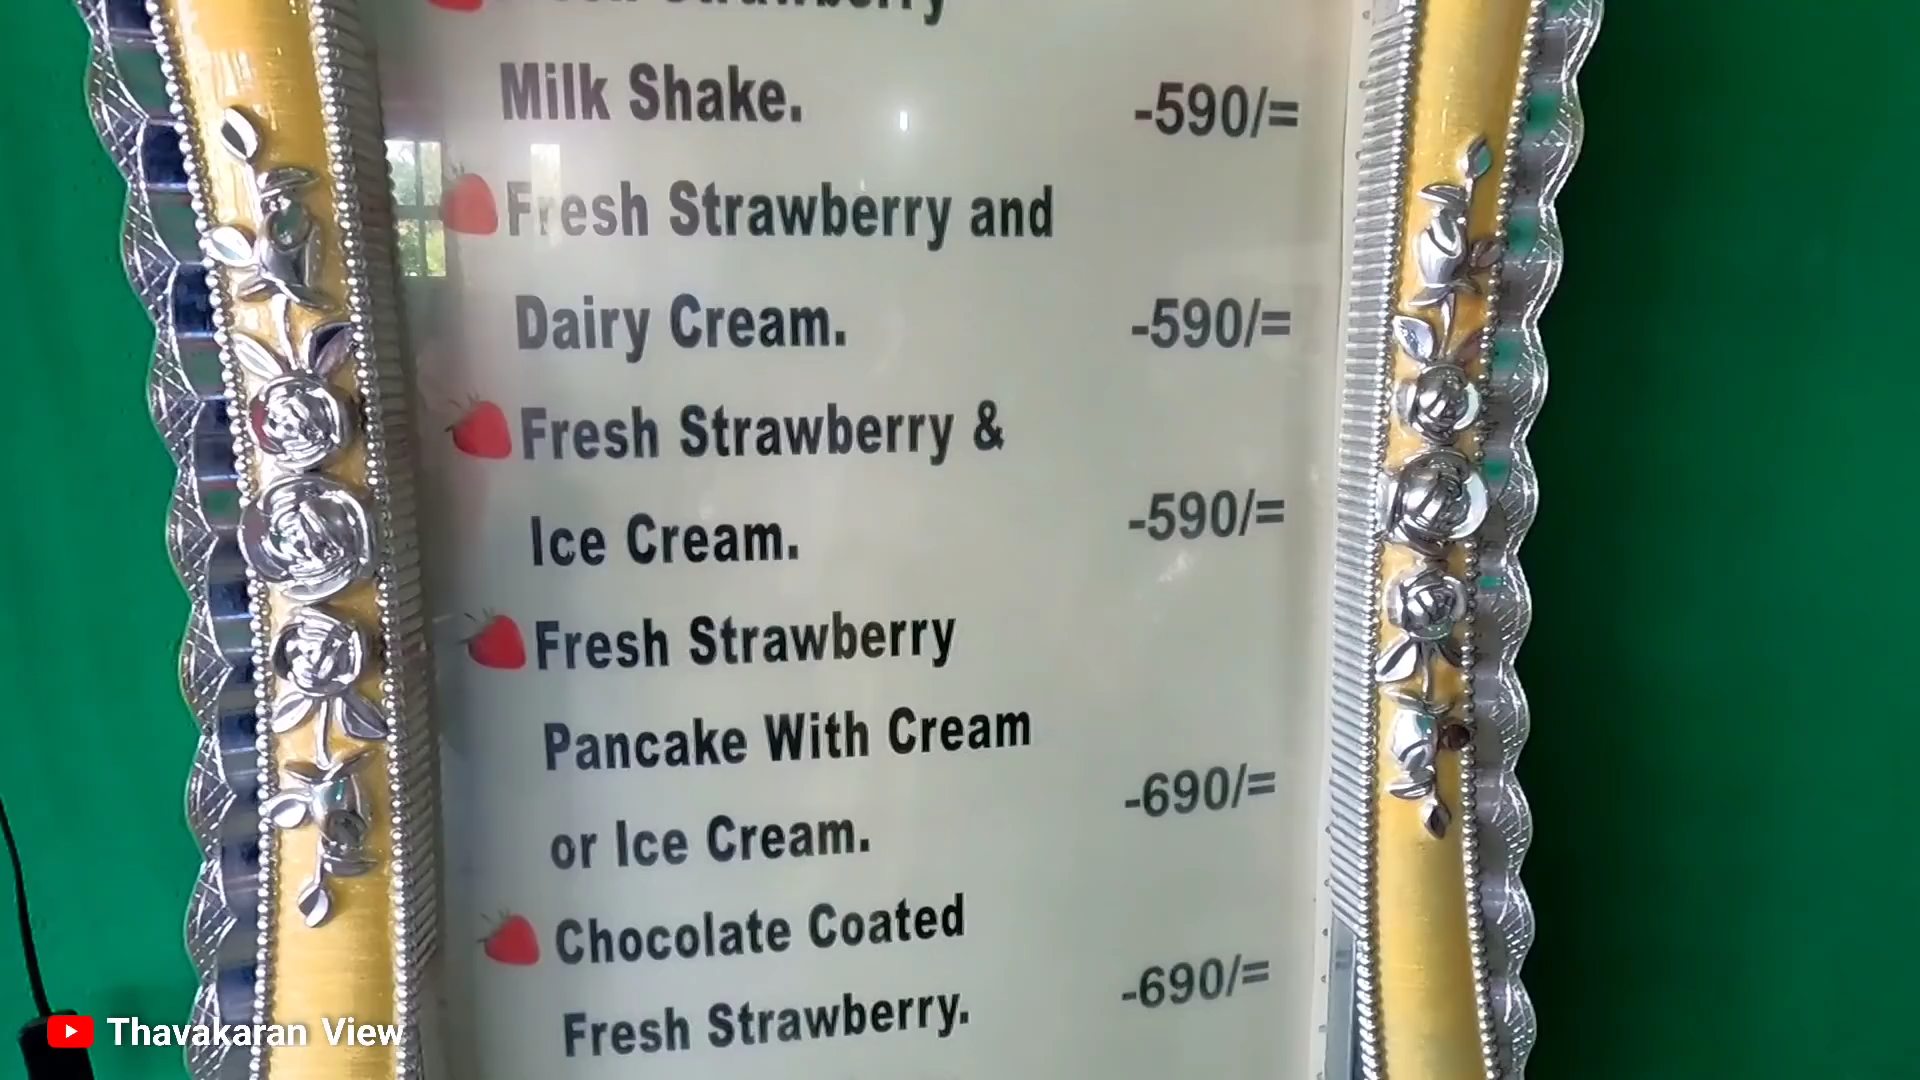 Strawberry
Milk Shake. -590/=
Fresh Strawberry and
Dairy Cream. -590/=
Fresh Strawberry &
Ice Cream. -590/=
Fresh Strawberry
Pancake With Cream
or Ice Cream. -690/=
Chocolate Coated
Fresh Strawberry. -690/=
Thavakaran View